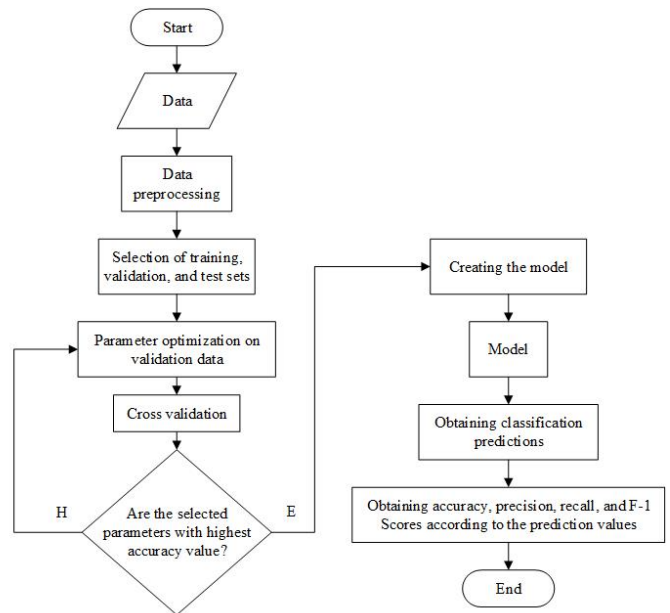 Start
Data
Data
preprocessing
Selection of training,
validation, and test sets
Parameter optimization on
validation data
Cross validation
Are the selected
parameters with highest
accuracy value?
H
E
Creating the model
Model
Obtaining classification
predictions
Obtaining accuracy, precision, recall, and F-1
Scores according to the prediction values
End